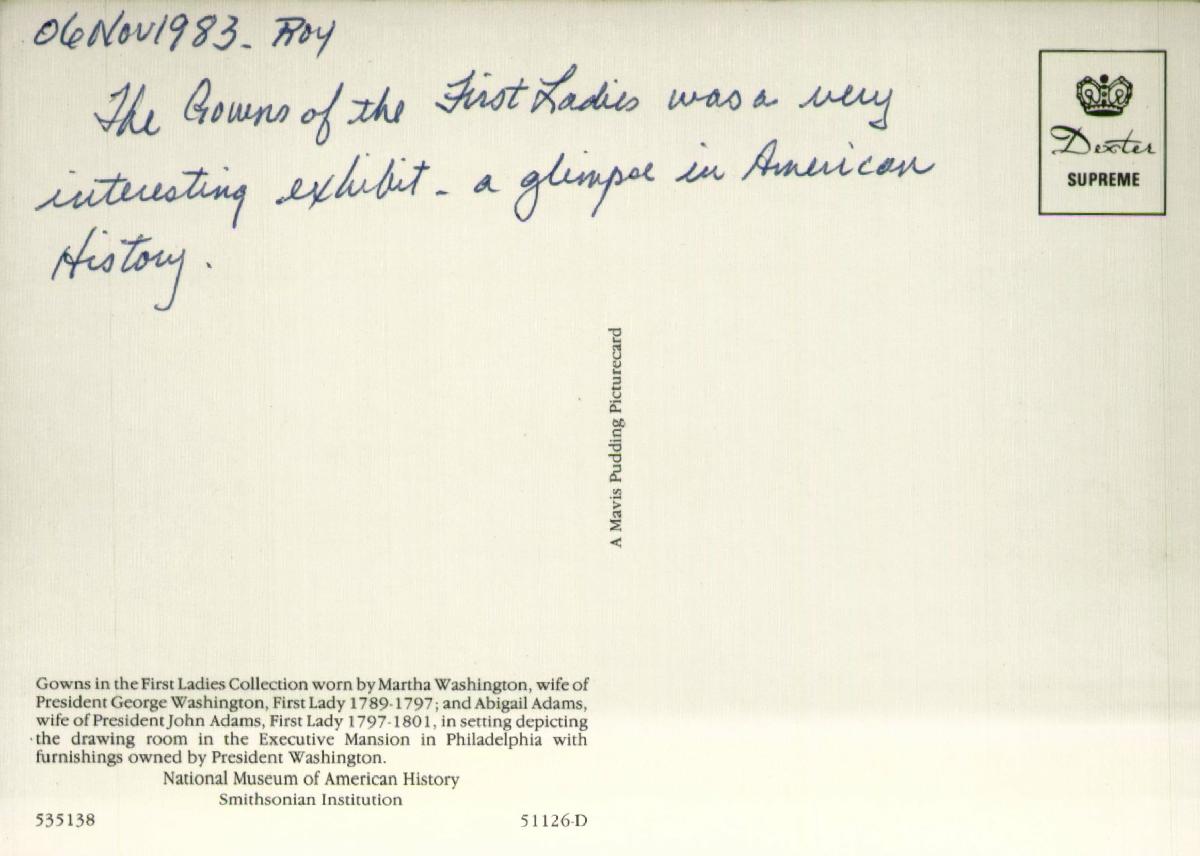 06Nov1983- Roy
The Gowns of the First Ladies was a very
interesting exhibit - a glimpse in American
History.
Dexter
SUPREME
A Mavis Pudding Picturecard
Gowns in the First Ladies Collection worn by Martha Washington, wife of
President George Washington, First Lady 1789-1797; and Abigail Adams,
wife of President John Adams, First Lady 1797-1801, in setting depicting
the drawing room in the Executive Mansion in Philadelphia with
furnishings owned by President Washington.
National Museum of American History
Smithsonian Institution
535138
51126-D